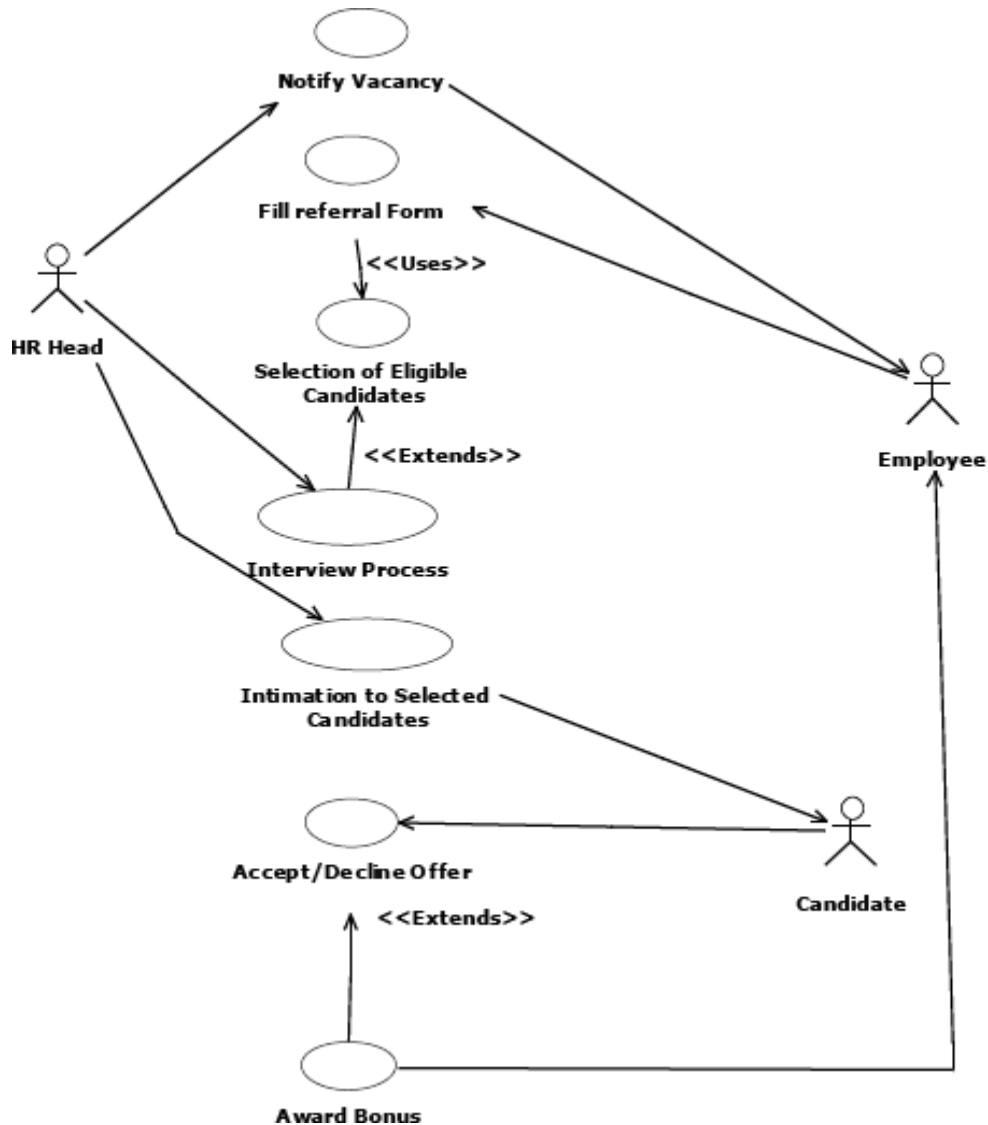 Notify Vacancy
Fill referral Form
<<Uses>>
HR Head
Selection of Eligible
Candidates
<<Extends>>
Employee
Interview Process
Intimation to Selected
Candidates
Accept/Decline Offer
Candidate
<<Extends>>
Award Bonus